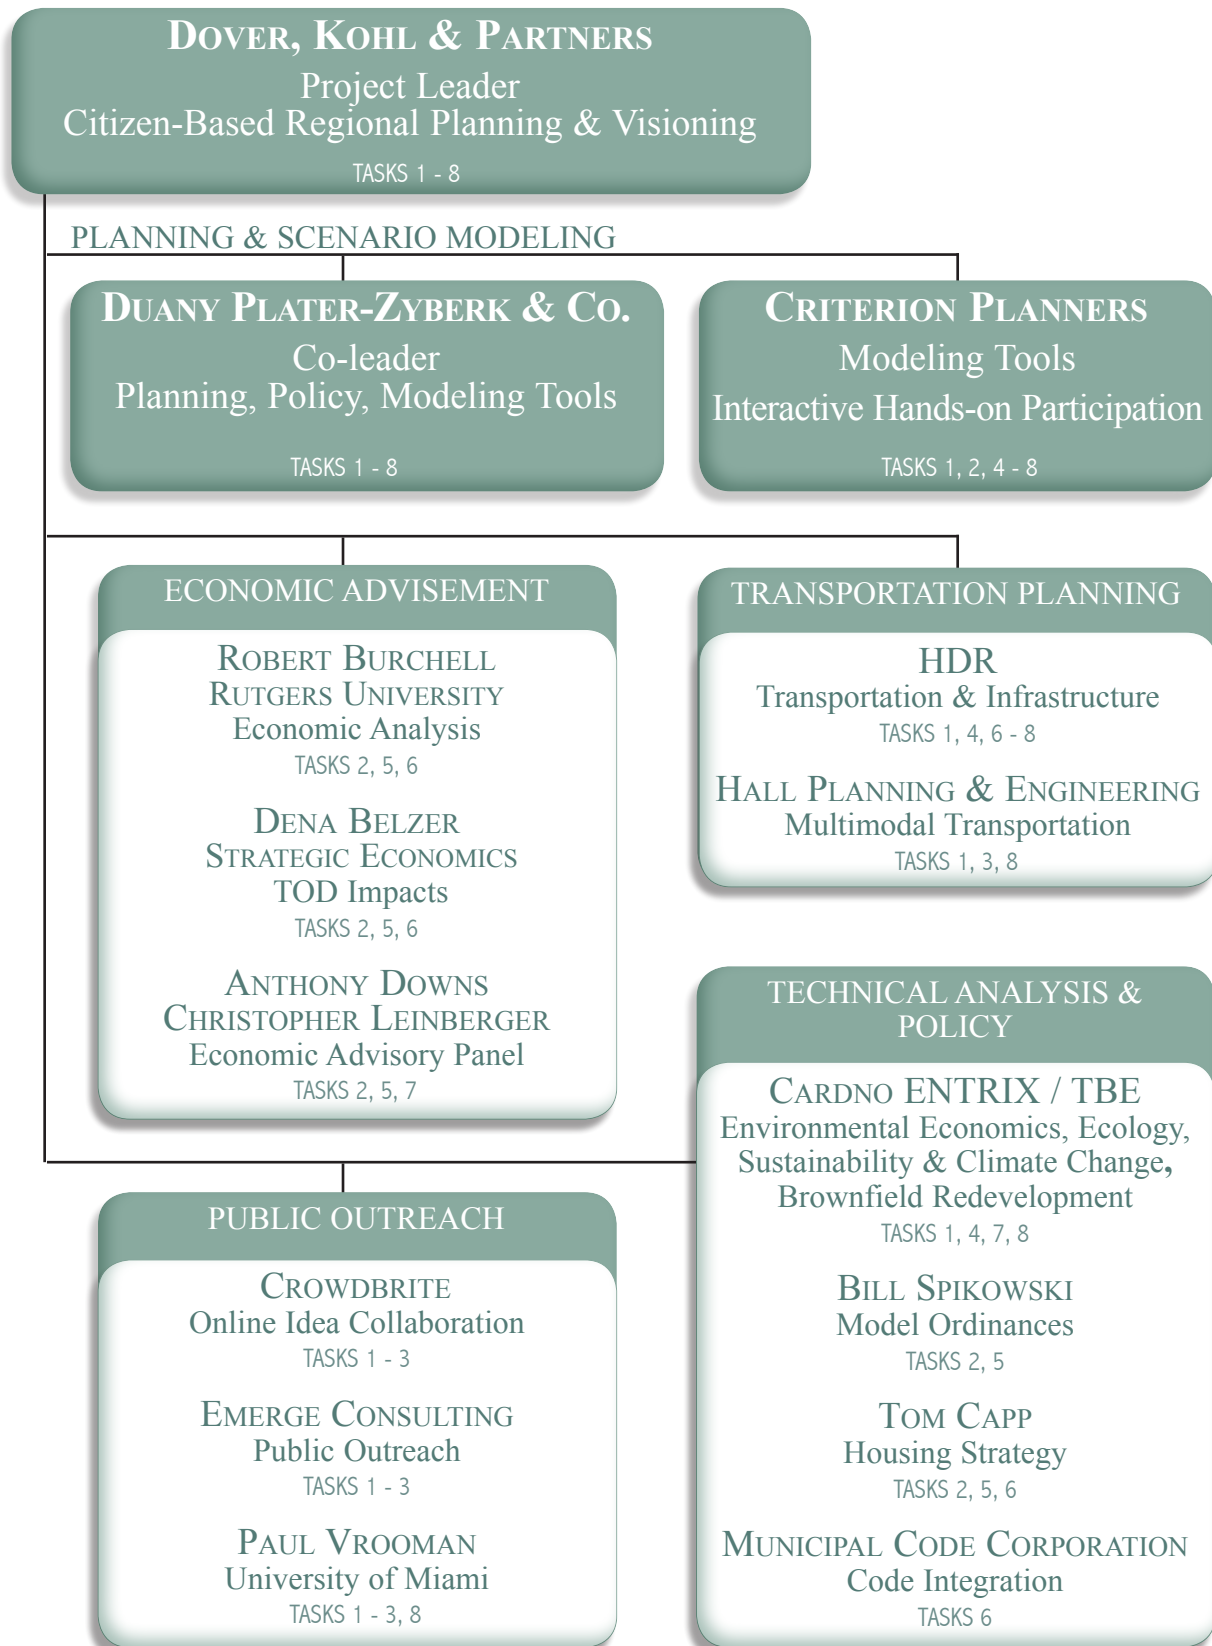 DOVER, KOHL & PARTNERS
Project Leader
Citizen-Based Regional Planning & Visioning
TASKS 1 - 8
PLANNING & SCENARIO MODELING
DUANY PLATER-ZYBERK & CO.
Co-leader
Planning, Policy, Modeling Tools
TASKS 1 - 8
CRITERION PLANNERS
Modeling Tools
Interactive Hands-on Participation
TASKS 1, 2, 4 - 8
ECONOMIC ADVISEMENT
ROBERT BURCHELL
RUTGERS UNIVERSITY
Economic Analysis
TASKS 2, 5, 6
DENA BELZER
STRATEGIC ECONOMICS
TOD Impacts
TASKS 2, 5, 6
ANTHONY DOWNS
CHRISTOPHER LEINBERGER
Economic Advisory Panel
TASKS 2, 5, 7
TRANSPORTATION PLANNING
HDR
Transportation & Infrastructure
TASKS 1, 4, 6 - 8
HALL PLANNING & ENGINEERING
Multimodal Transportation
TASKS 1, 3, 8
TECHNICAL ANALYSIS &
POLICY
CARDNO ENTRIX / TBE
Environmental Economics, Ecology,
Sustainability & Climate Change,
Brownfield Redevelopment
TASKS 1, 4, 7, 8
BILL SPIKOWSKI
Model Ordinances
TASKS 2, 5
TOM CAPP
Housing Strategy
TASKS 2, 5, 6
MUNICIPAL CODE CORPORATION
Code Integration
TASKS 6
PUBLIC OUTREACH
CROWDBRITE
Online Idea Collaboration
TASKS 1 - 3
EMERGE CONSULTING
Public Outreach
TASKS 1 - 3
PAUL VROOMAN
University of Miami
TASKS 1 - 3, 8